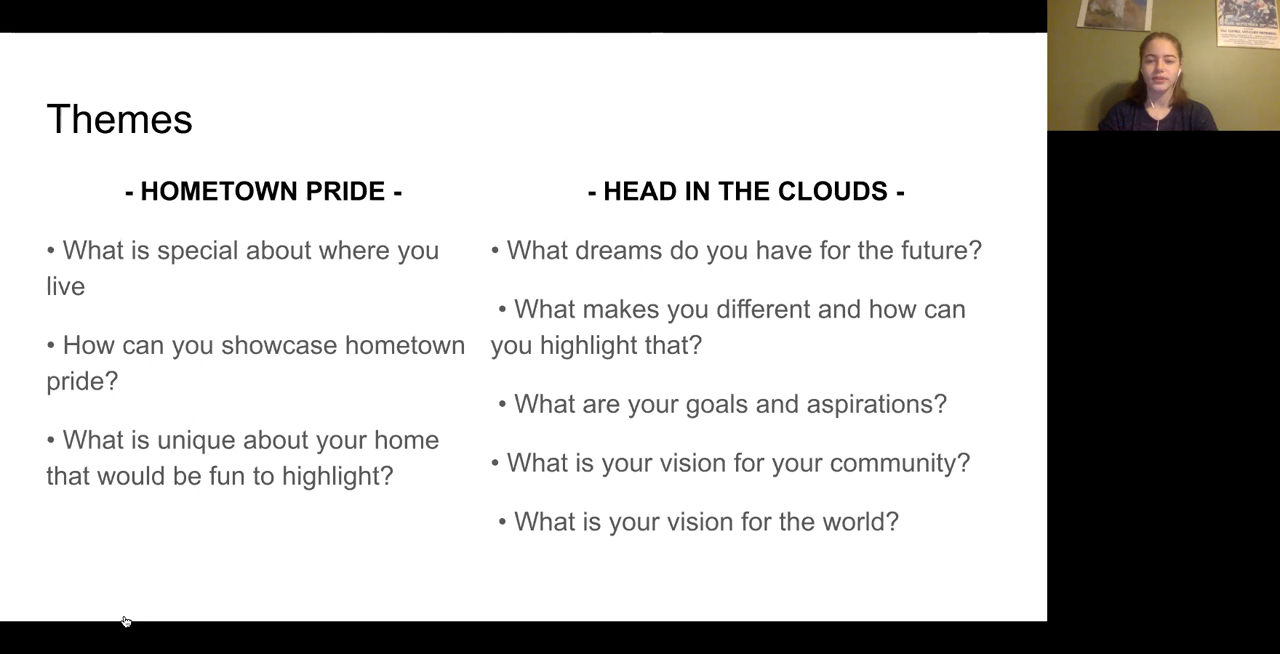 Themes
- HOMETOWN PRIDE -
• What is special about where you
live
• How can you showcase hometown
pride?
• What is unique about your home
that would be fun to highlight?
- HEAD IN THE CLOUDS -
• What dreams do you have for the future?
• What makes you different and how can
you highlight that?
• What are your goals and aspirations?
• What is your vision for your community?
• What is your vision for the world?